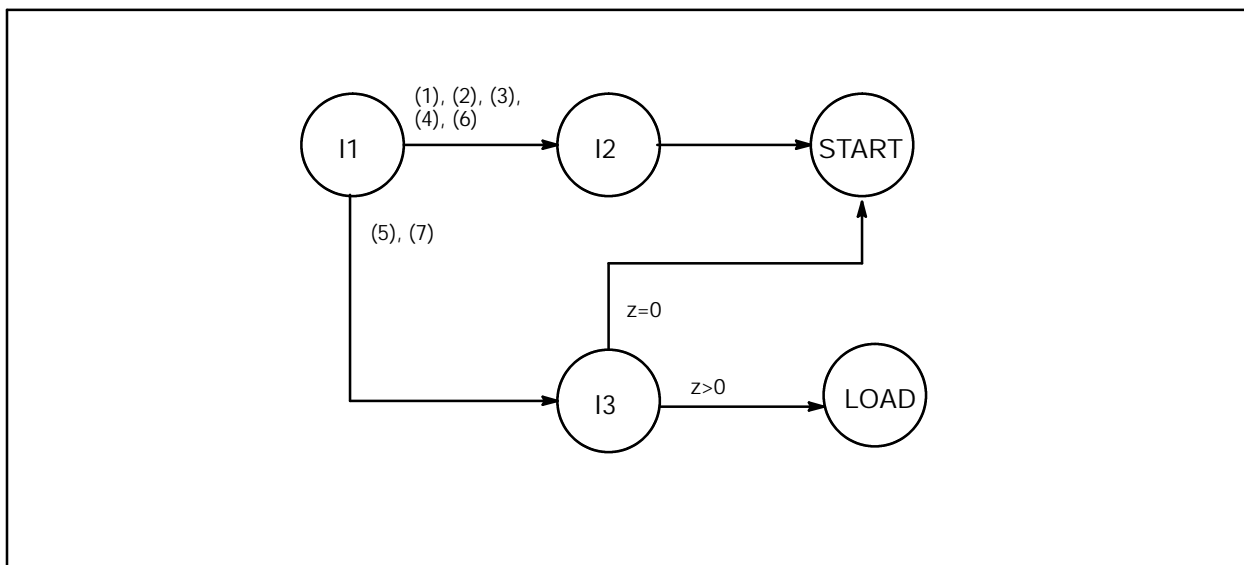 (1), (2), (3),
(4), (6)
I1
I2
START
(5), (7)
z=0
z>0
I3
LOAD